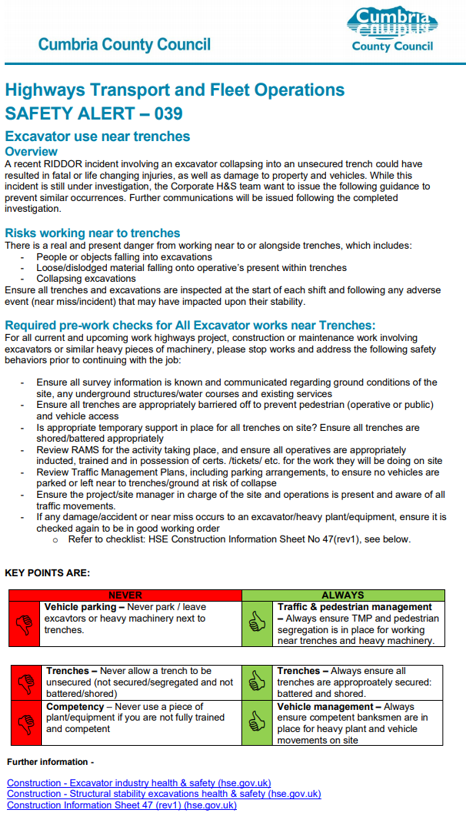 Cumbria County Council
Cumbria
County Council
Highways Transport and Fleet Operations
SAFETY ALERT – 039
Excavator use near trenches
Overview
A recent RIDDOR incident involving an excavator collapsing into an unsecured trench could have
resulted in fatal or life changing injuries, as well as damage to property and vehicles. While this
incident is still under investigation, the Corporate H&S team want to issue the following guidance to
prevent similar occurrences. Further communications will be issued following the completed
investigation.
Risks working near to trenches
There is a real and present danger from working near to or alongside trenches, which includes:
- People or objects falling into excavations
- Loose/dislodged material falling onto operative's present within trenches
- Collapsing excavations
Ensure all trenches and excavations are inspected at the start of each shift and following any adverse
event (near miss/incident) that may have impacted upon their stability.
Required pre-work checks for All Excavator works near Trenches:
For all current and upcoming work highways project, construction or maintenance work involving
excavators or similar heavy pieces of machinery, please stop works and address the following safety
behaviors prior to continuing with the job:
- Ensure all survey information is known and communicated regarding ground conditions of the
site, any underground structures/water courses and existing services
- Ensure all trenches are appropriately barriered off to prevent pedestrian (operative or public)
and vehicle access
- Is appropriate temporary support in place for all trenches on site? Ensure all trenches are
shored/battered appropriately
- Review RAMS for the activity taking place, and ensure all operatives are appropriately
inducted, trained and in possession of certs. /tickets/ etc. for the work they will be doing on site
- Review Traffic Management Plans, including parking arrangements, to ensure no vehicles are
parked or left near to trenches/ground at risk of collapse
- Ensure the project/site manager in charge of the site and operations is present and aware of all
traffic movements.
- If any damage/accident or near miss occurs to an excavator/heavy plant/equipment, ensure it is
checked again to be in good working order
o Refer to checklist: HSE Construction Information Sheet No 47(rev1), see below.
KEY POINTS ARE:
NEVER
ALWAYS
Vehicle parking – Never park / leave
excavtors or heavy machinery next to
trenches.
Traffic & pedestrian management
– Always ensure TMP and pedestrian
segregation is in place for working
near trenches and heavy machinery.
Trenches – Never allow a trench to be
unsecured (not secured/segregated and not
battered/shored)
Trenches – Always ensure all
trenches are approproately secured:
battered and shored.
Competency – Never use a piece of
plant/equipment if you are not fully trained
and competent
Vehicle management – Always
ensure competent banksmen are in
place for heavy plant and vehicle
movements on site
Further information -
Construction - Excavator industry health & safety (hse.gov.uk)
Construction - Structural stability excavations health & safety (hse.gov.uk)
Construction Information Sheet 47 (rev1) (hse.gov.uk)